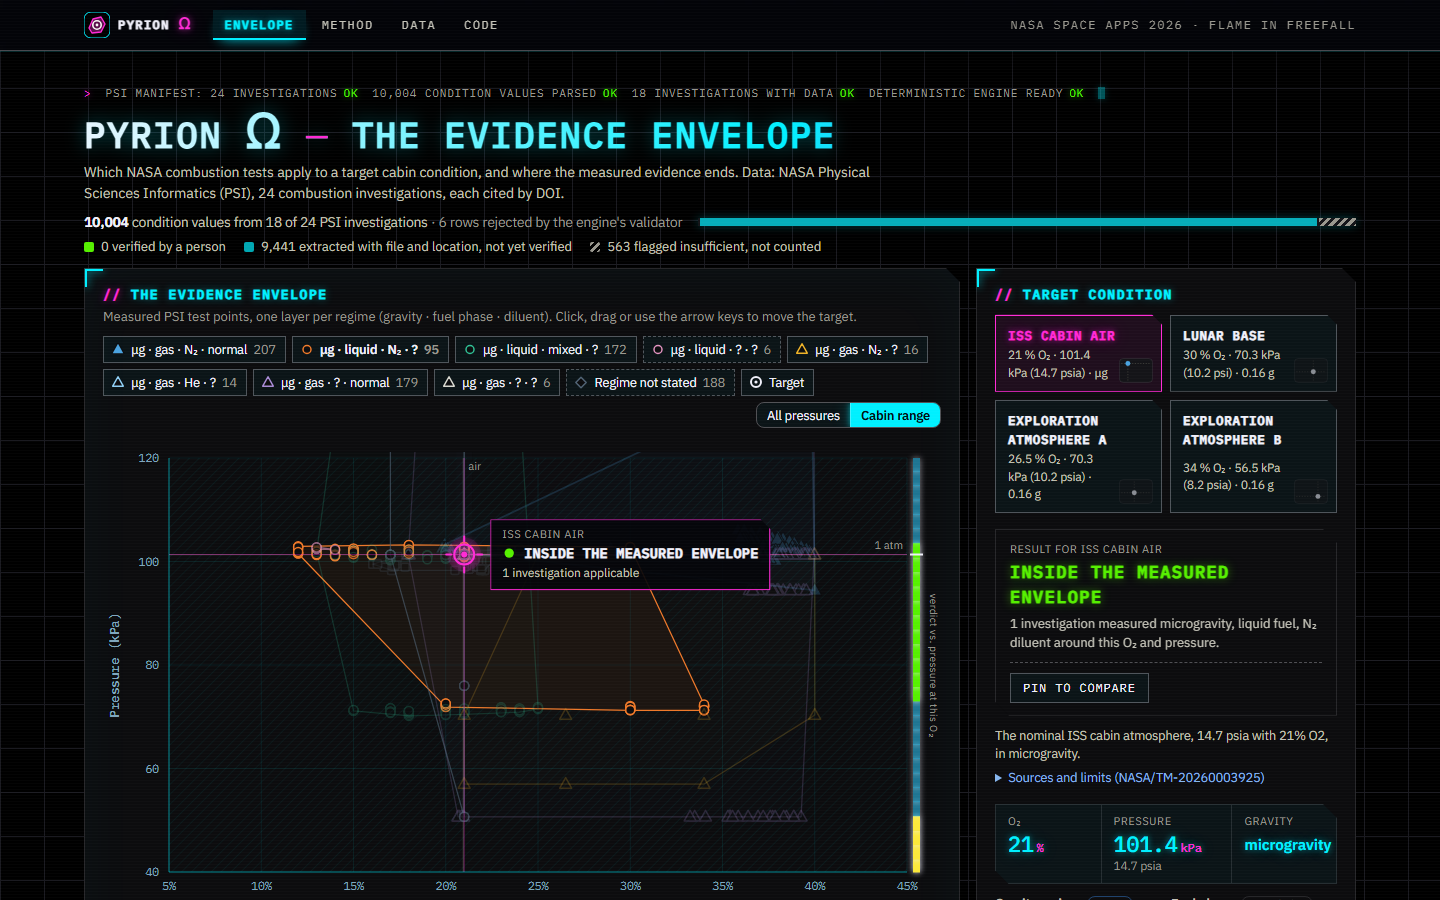 PYRION Ω ENVELOPE METHOD DATA CODE NASA SPACE APPS 2026 · FLAME IN FREEFALL
> PSI MANIFEST: 24 INVESTIGATIONS OK 10,004 CONDITION VALUES PARSED OK 18 INVESTIGATIONS WITH DATA OK DETERMINISTIC ENGINE READY OK
PYRION Ω — THE EVIDENCE ENVELOPE
Which NASA combustion tests apply to a target cabin condition, and where the measured evidence ends. Data: NASA Physical
Sciences Informatics (PSI), 24 combustion investigations, each cited by DOI.
10,004 condition values from 18 of 24 PSI investigations · 6 rows rejected by the engine's validator
0 verified by a person 9,441 extracted with file and location, not yet verified 563 flagged insufficient, not counted
// THE EVIDENCE ENVELOPE
Measured PSI test points, one layer per regime (gravity · fuel phase · diluent). Click, drag or use the arrow keys to move the target.
µg · gas · N₂ · normal 207 µg · liquid · N₂ · ? 95 µg · liquid · mixed · ? 172 µg · liquid · ? · ? 6 µg · gas · N₂ · ? 16
µg · gas · He · ? 14 µg · gas · ? · normal 179 µg · gas · ? · ? 6 Regime not stated 188 Target
All pressures Cabin range
120
air
ISS CABIN AIR
INSIDE THE MEASURED ENVELOPE
1 investigation applicable
1 atm
100
80
60
40
Pressure (kPa)
verdict vs. pressure at this O₂
5% 10% 15% 20% 25% 30% 35% 40% 45%
// TARGET CONDITION
ISS CABIN AIR
21 % O₂ · 101.4
kPa (14.7 psia) · µg
LUNAR BASE
30 % O₂ · 70.3 kPa
(10.2 psi) · 0.16 g
EXPLORATION
ATMOSPHERE A
26.5 % O₂ · 70.3
kPa (10.2 psia) ·
0.16 g
EXPLORATION
ATMOSPHERE B
34 % O₂ · 56.5 kPa
(8.2 psia) · 0.16 g
RESULT FOR ISS CABIN AIR
INSIDE THE MEASURED
ENVELOPE
1 investigation measured microgravity, liquid fuel, N₂
diluent around this O₂ and pressure.
PIN TO COMPARE
The nominal ISS cabin atmosphere, 14.7 psia with 21% O2,
in microgravity.
▶ Sources and limits (NASA/TM-20260003925)
O₂
21 %
PRESSURE
101.4 kPa
14.7 psia
GRAVITY
microgravity